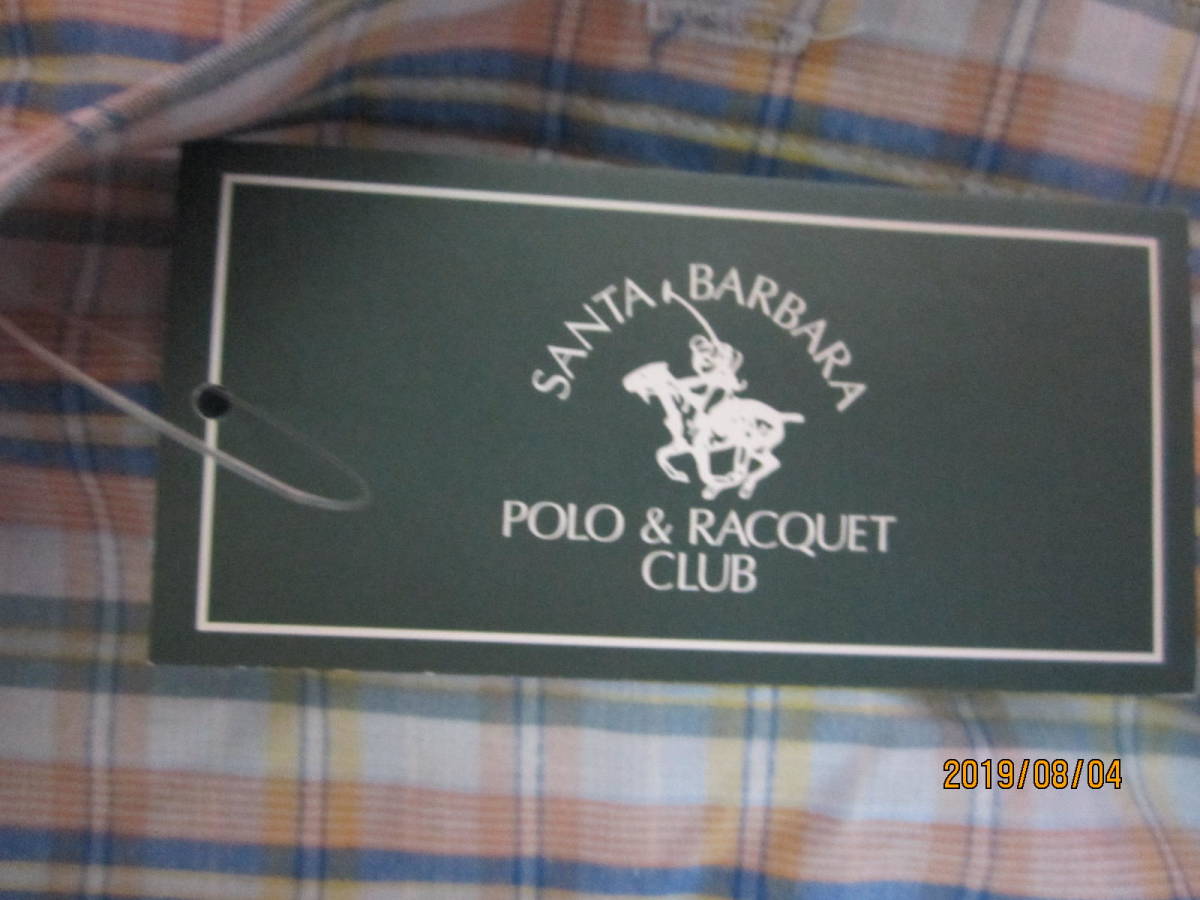 SANTA BARBARA
POLO & RACQUET
CLUB
2019/08/04